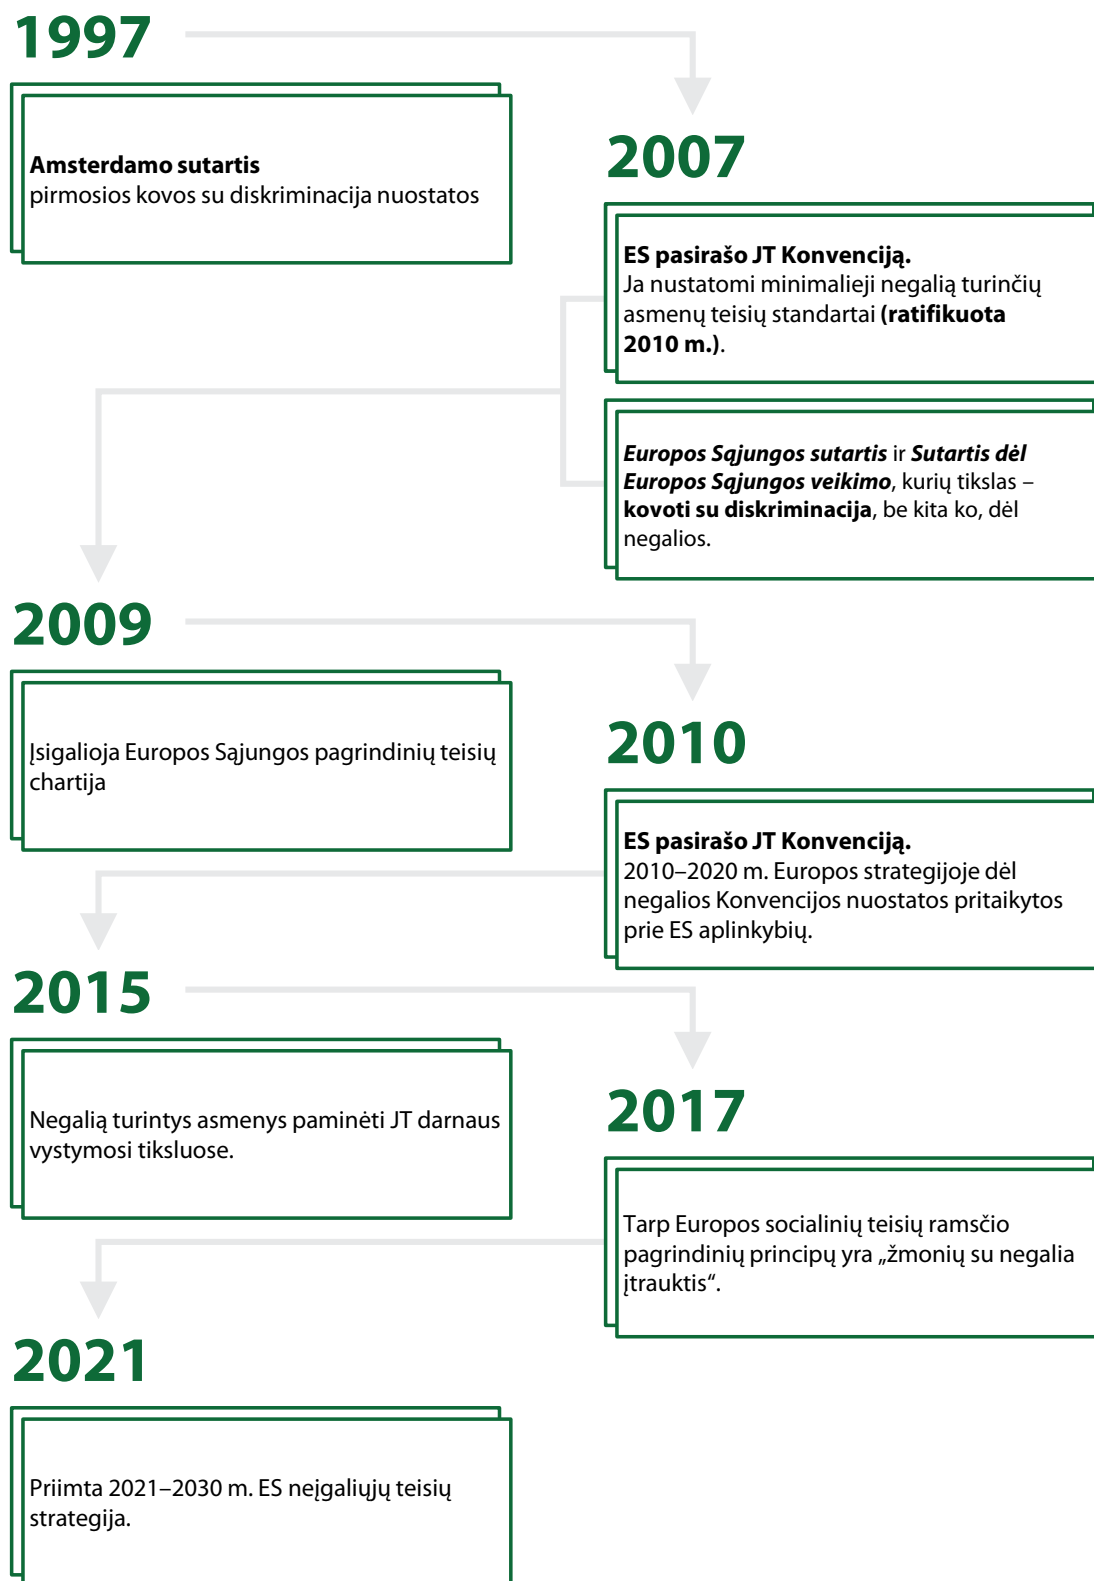 1997
Amsterdamo sutartis
pirmosios kovos su diskriminacija nuostatos
2007
ES pasirašo JT Konvenciją.
Ja nustatomi minimalieji negalią turinčių
asmenų teisių standartai (ratifikuota
2010 m.).
Europos Sąjungos sutartis ir Sutartis dėl
Europos Sąjungos veikimo, kurių tikslas –
kovoti su diskriminacija, be kita ko, dėl
negalios.
2009
Įsigalioja Europos Sąjungos pagrindinių teisių
chartija
2010
ES pasirašo JT Konvenciją.
2010–2020 m. Europos strategijoje dėl
negalios Konvencijos nuostatos pritaikytos
prie ES aplinkybių.
2015
Negalią turintys asmenys paminėti JT darnaus
vystymosi tiksluose.
2017
Tarp Europos socialinių teisių ramsčio
pagrindinių principų yra „žmonių su negalia
įtrauktis“.
2021
Priimta 2021–2030 m. ES neįgaliųjų teisių
strategija.